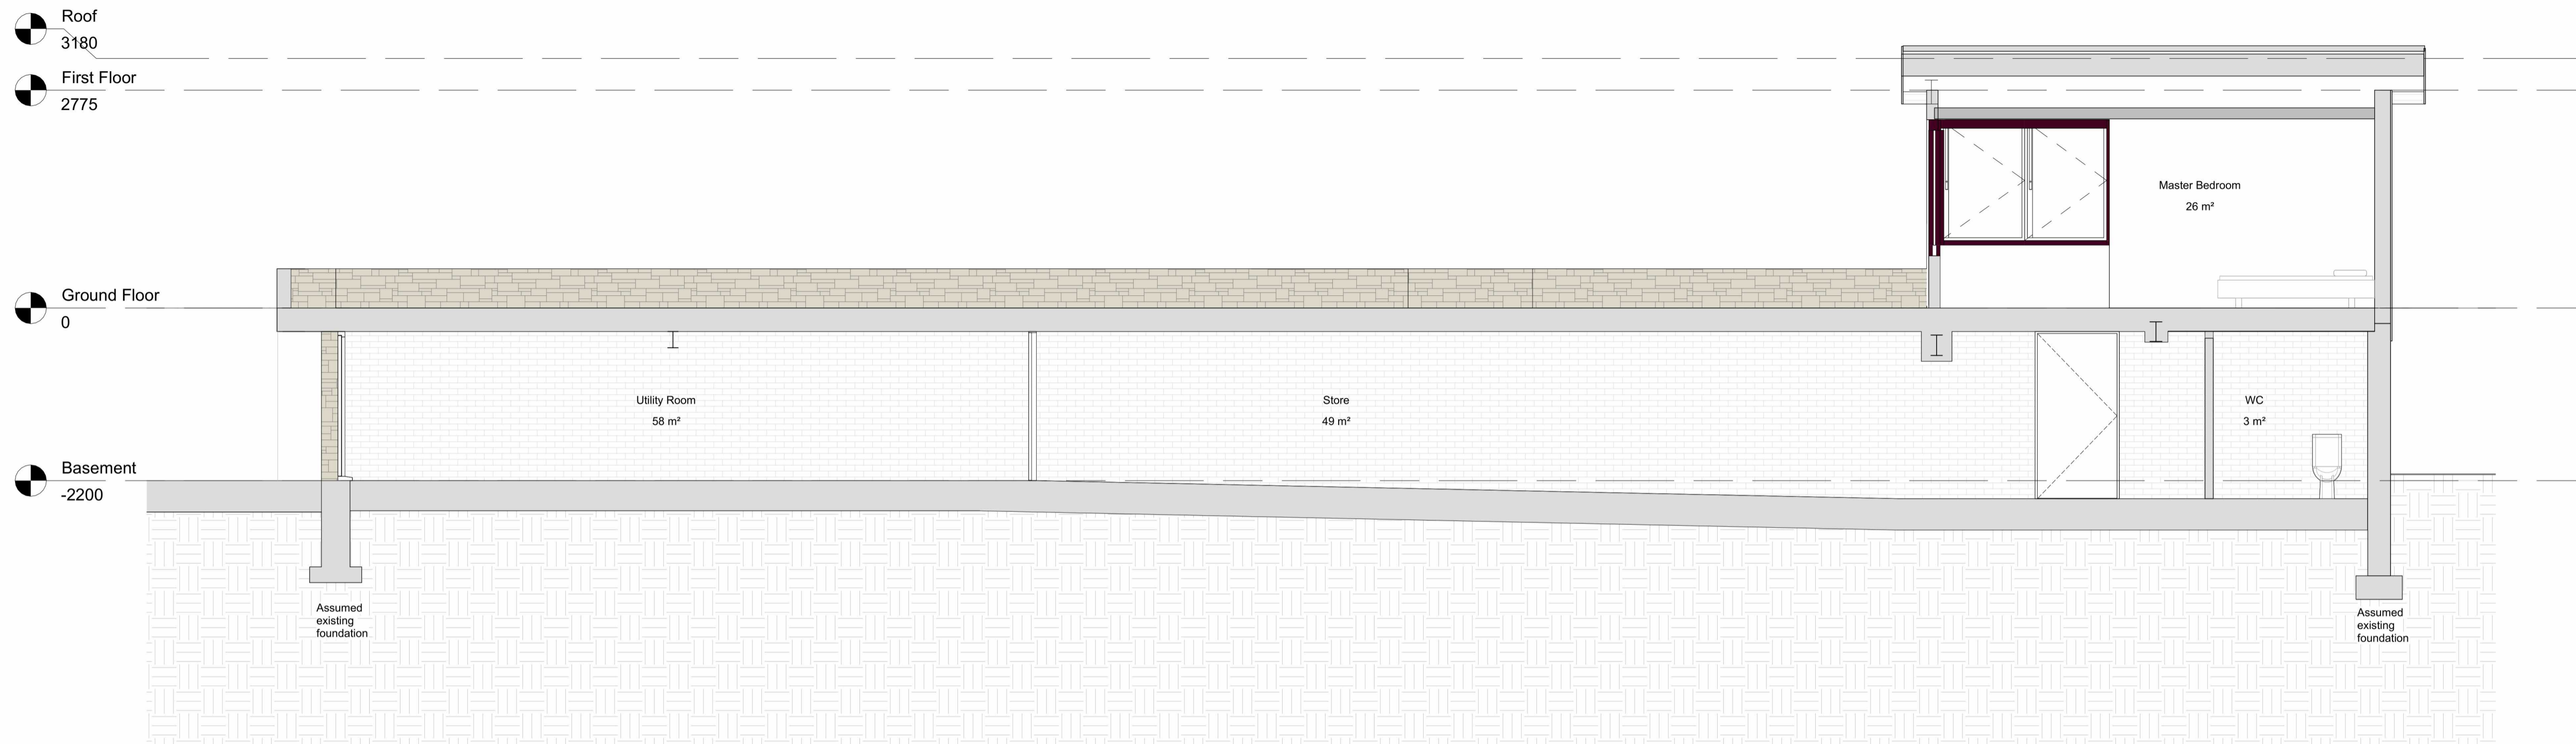 Roof
3180
First Floor
2775
Master Bedroom
26 m²
Ground Floor
0
Utility Room
58 m²
Store
49 m²
WC
3 m²
Basement
-2200
Assumed
existing
foundation
Assumed
existing
foundation